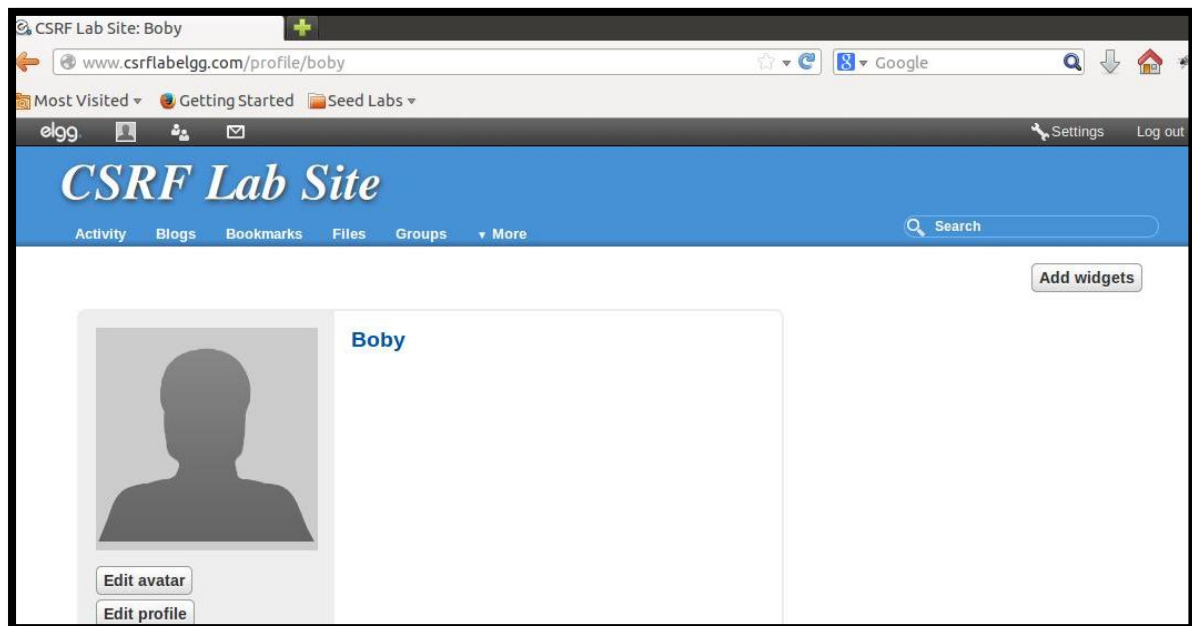 CSRF Lab Site: Boby
www.csrflabelgg.com/profile/boby
Google
Most Visited Getting Started Seed Labs
elgg. Settings Log out
CSRF Lab Site
Activity Blogs Bookmarks Files Groups More
Search
Add widgets
Boby
Edit avatar
Edit profile